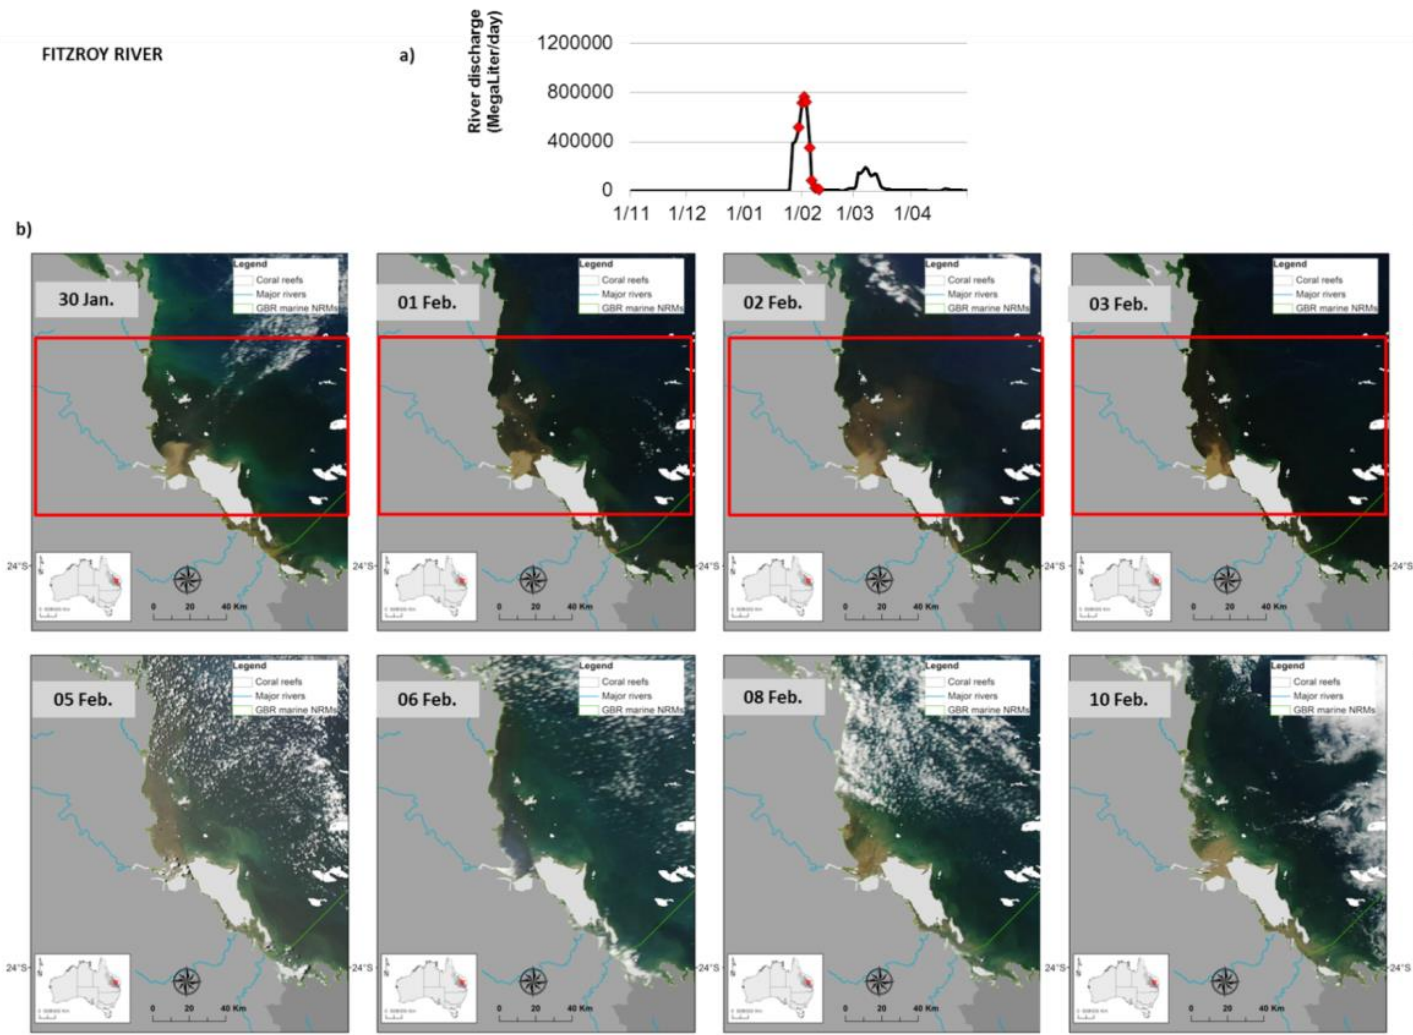 FITZROY RIVER
a)
River discharge
(MegaLiter/day)
1200000
800000
400000
0
1/11 1/12 1/01 1/02 1/03 1/04
b)
30 Jan.
Legend
Coral reefs
Major rivers
GBR marine NRMs
01 Feb.
Legend
Coral reefs
Major rivers
GBR marine NRMs
02 Feb.
Legend
Coral reefs
Major rivers
GBR marine NRMs
03 Feb.
Legend
Coral reefs
Major rivers
GBR marine NRMs
24°S
0 20 40 Km
0 20 40 Km
0 20 40 Km
0 20 40 Km
24°S
05 Feb.
Legend
Coral reefs
Major rivers
GBR marine NRMs
06 Feb.
Legend
Coral reefs
Major rivers
GBR marine NRMs
08 Feb.
Legend
Coral reefs
Major rivers
GBR marine NRMs
10 Feb.
Legend
Coral reefs
Major rivers
GBR marine NRMs
24°S
0 20 40 Km
0 20 40 Km
0 20 40 Km
0 20 40 Km
24°S